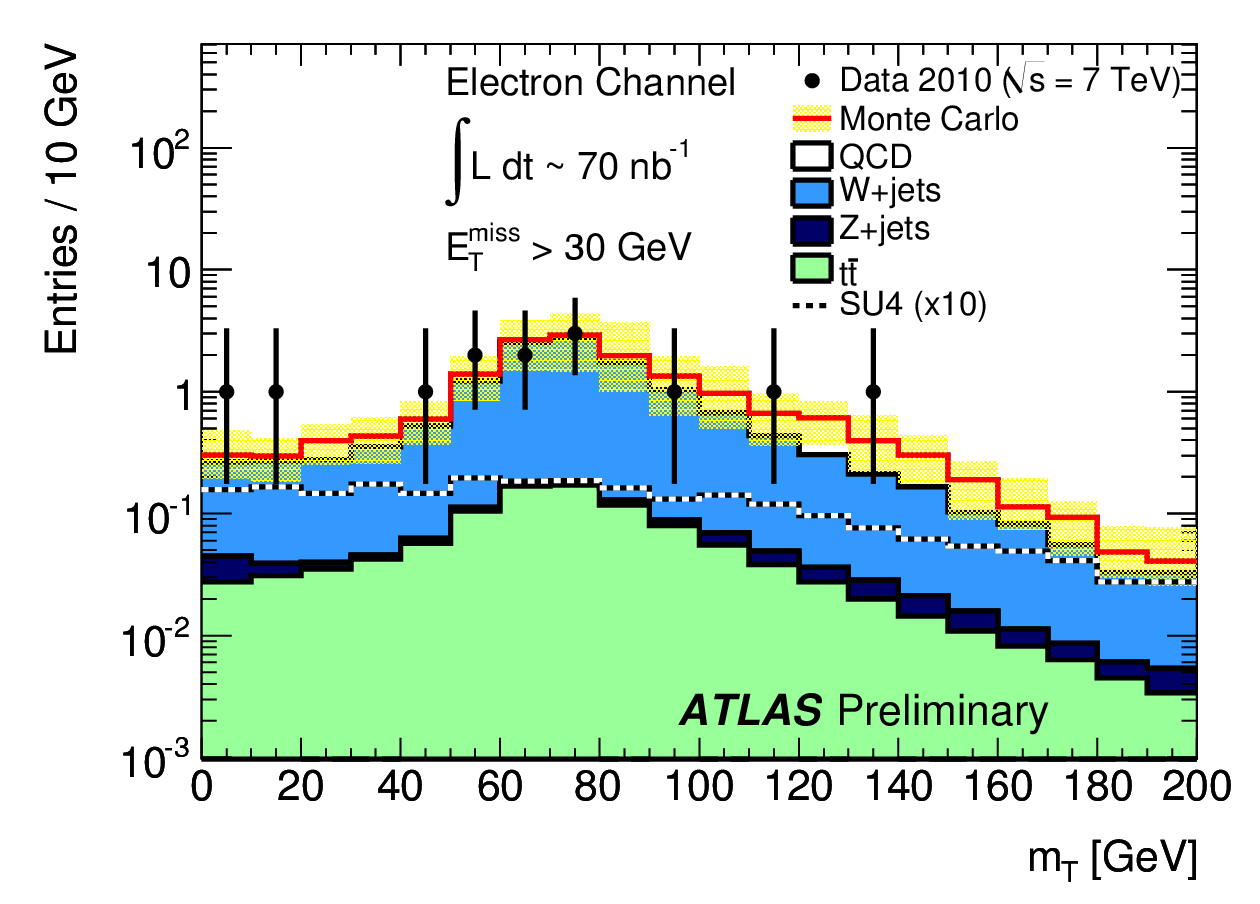 Entries / 10 GeV
10²
10
1
10⁻¹
10⁻²
10⁻³
Electron Channel
∫ L dt ~ 70 nb⁻¹
E_T^miss > 30 GeV
Data 2010 (√s = 7 TeV)
Monte Carlo
QCD
W+jets
Z+jets
tt̄
SU4 (x10)
ATLAS Preliminary
0 20 40 60 80 100 120 140 160 180 200
m_T [GeV]